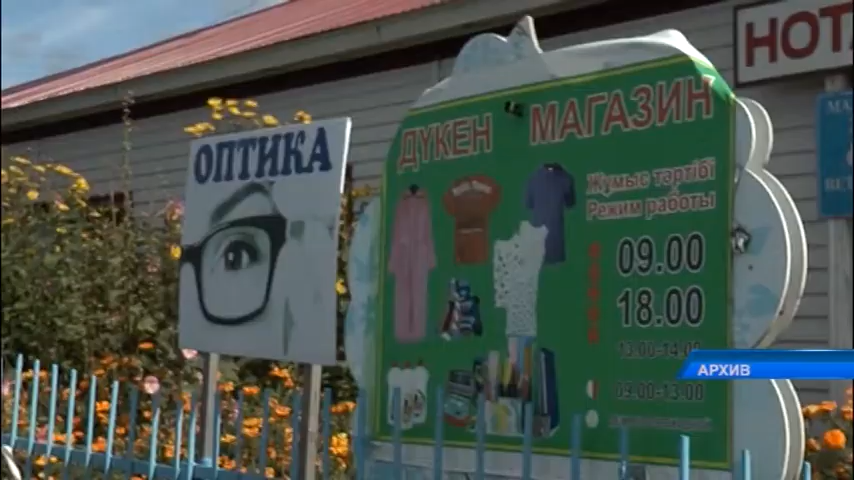 ОПТИКА
ДҮКЕН МАГАЗИН
Жұмыс тәртібі
Режим работы
09.00
18.00
13:00-14:00
09.00-13.00
НОТА
АРХИВ